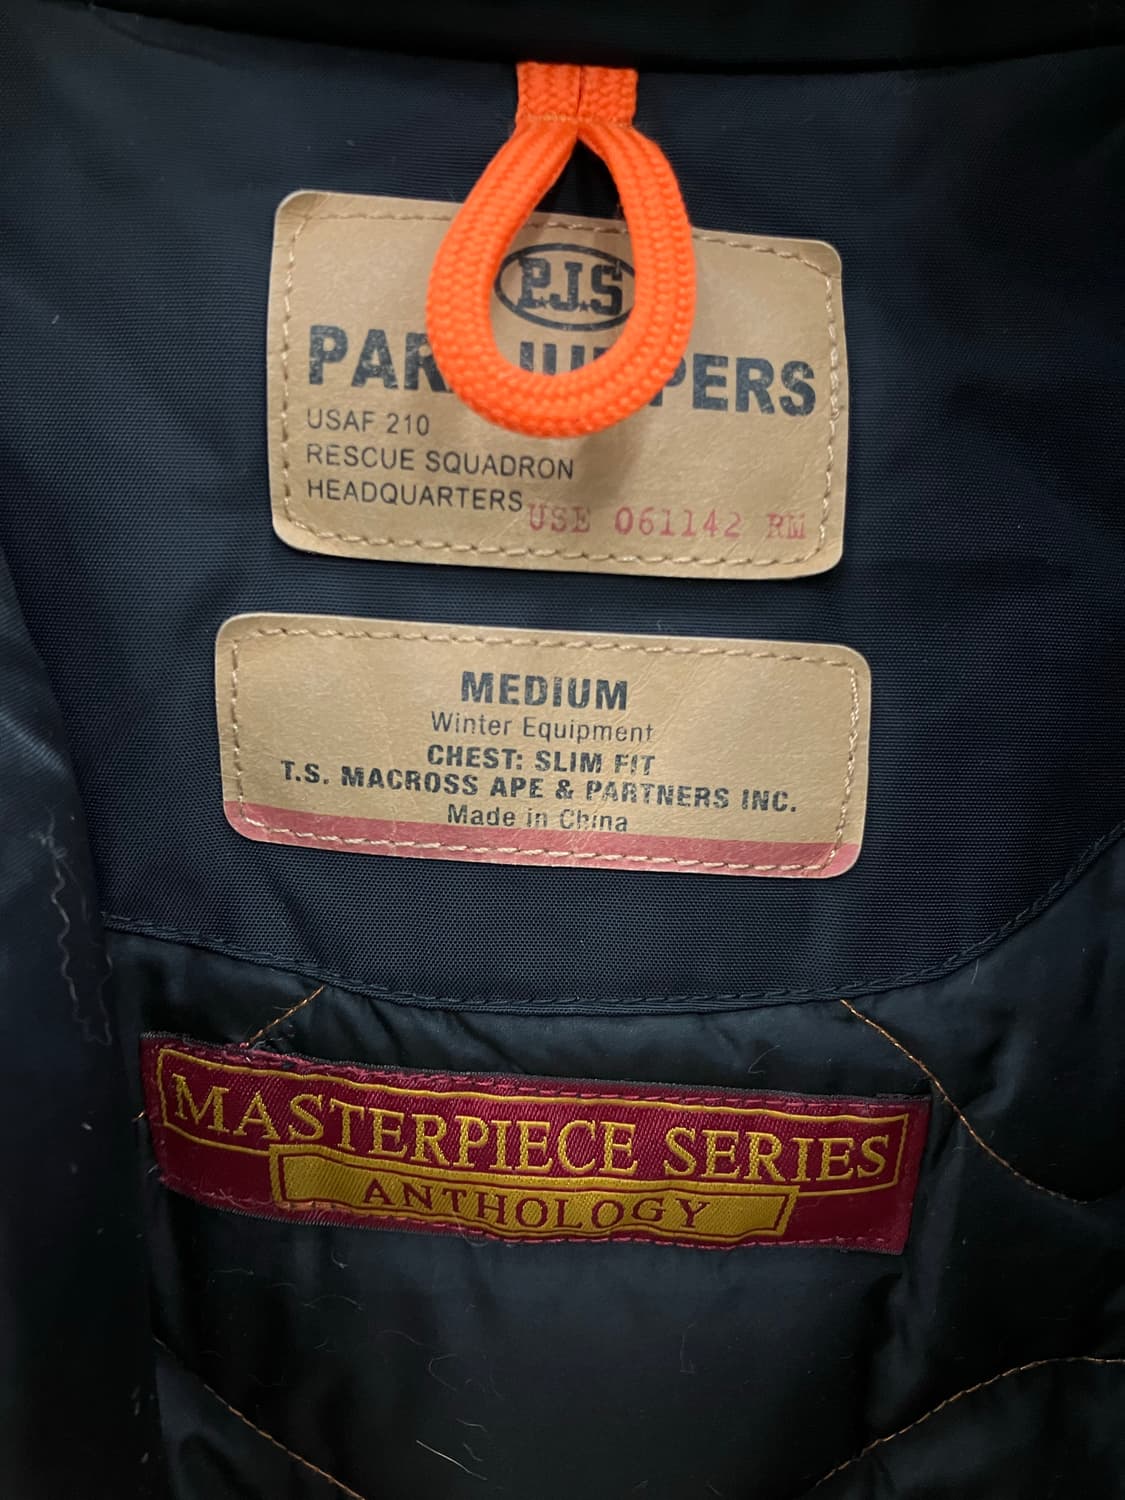 P.J.S
USAF 210
RESCUE SQUADRON
HEADQUARTERS
USE 061142 RM
MEDIUM
Winter Equipment
CHEST: SLIM FIT
T.S. MACROSS APE & PARTNERS INC.
Made in China
MASTERPIECE SERIES
ANTHOLOGY